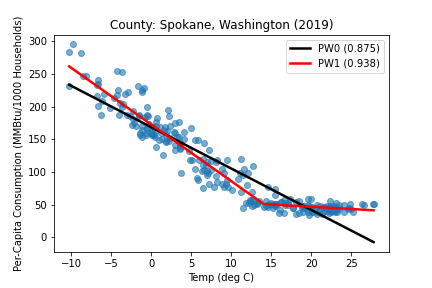 County: Spokane, Washington (2019)
Per-Capita Consumption (MMBtu/1000 Households)
300
250
200
150
100
50
0
PW0 (0.875)
PW1 (0.938)
−10 −5 0 5 10 15 20 25
Temp (deg C)